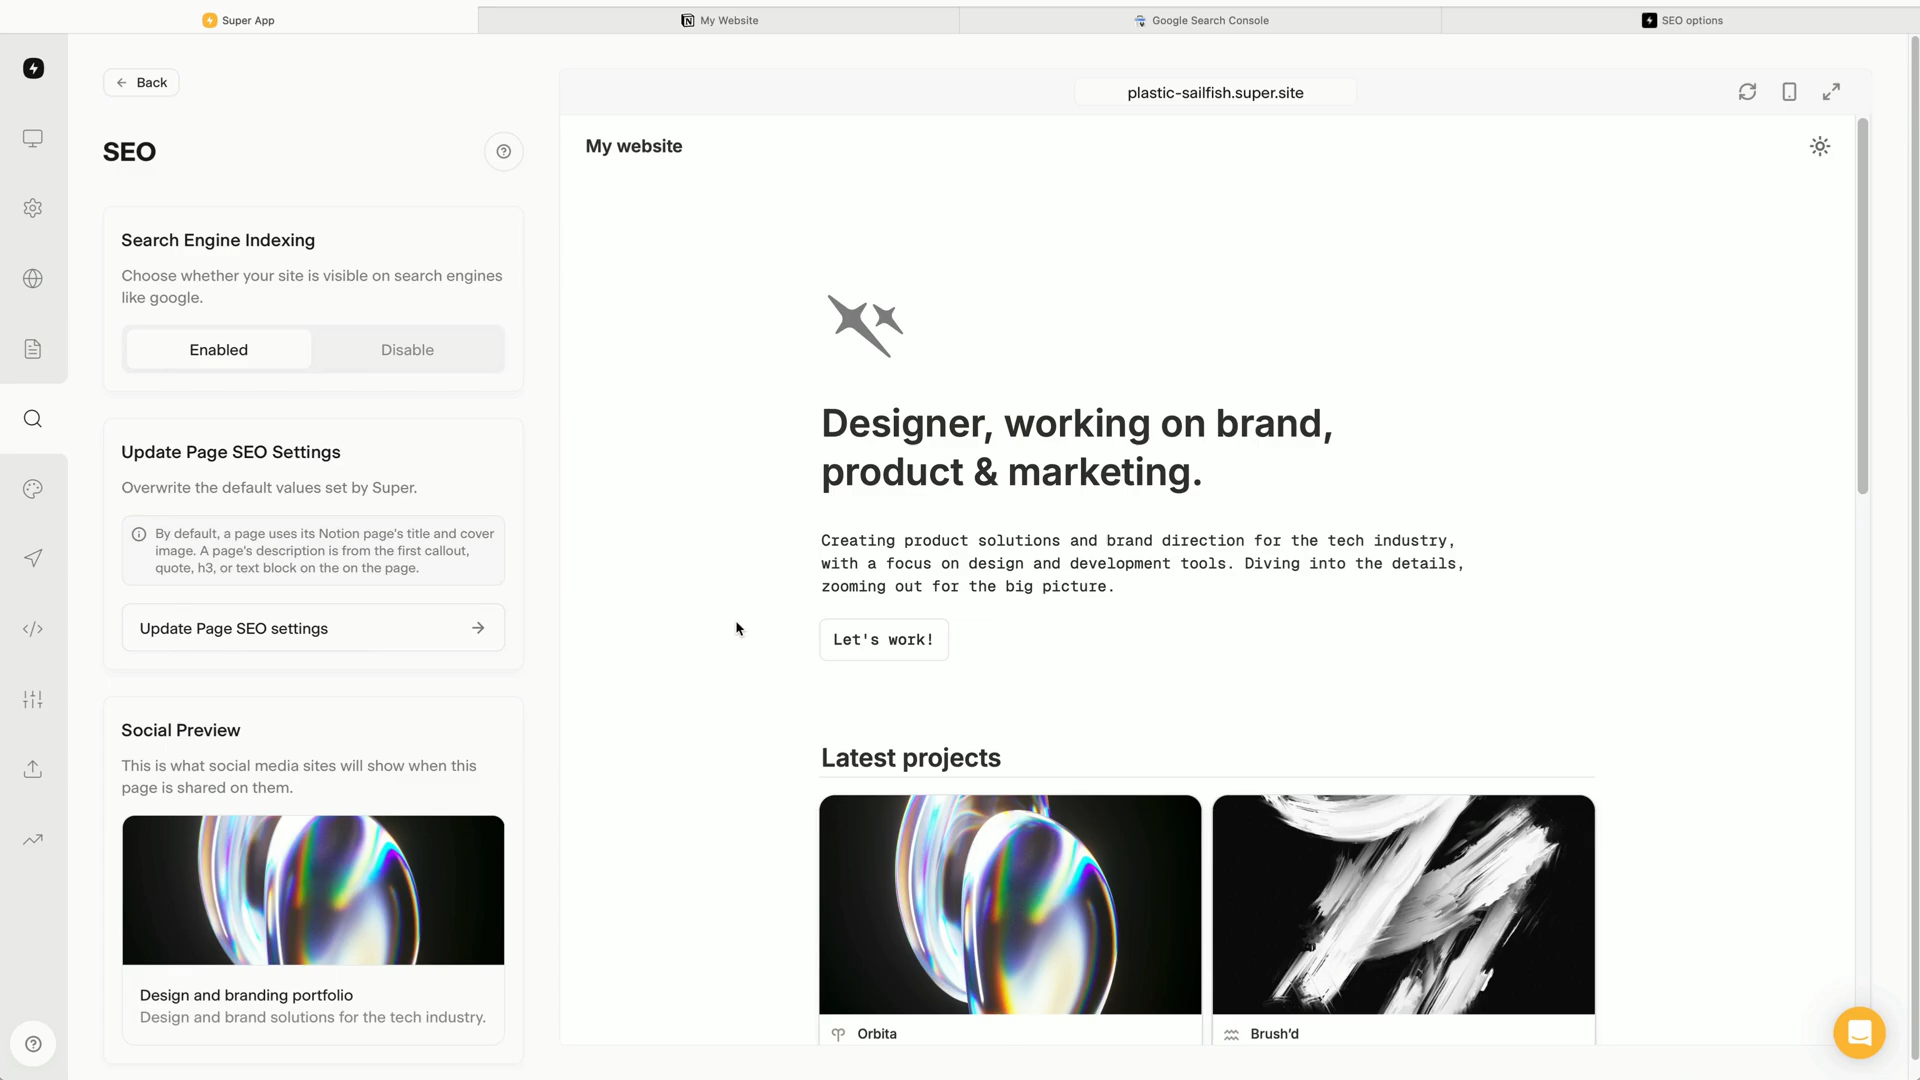 Super App
My Website
Google Search Console
SEO options
Back
SEO
Search Engine Indexing
Choose whether your site is visible on search engines
like google.
Enabled
Disable
Update Page SEO Settings
Overwrite the default values set by Super.
By default, a page uses its Notion page's title and cover
image. A page's description is from the first callout,
quote, h3, or text block on the on the page.
Update Page SEO settings
Social Preview
This is what social media sites will show when this
page is shared on them.
Design and branding portfolio
Design and brand solutions for the tech industry.
plastic-sailfish.super.site
My website
Designer, working on brand,
product & marketing.
Creating product solutions and brand direction for the tech industry,
with a focus on design and development tools. Diving into the details,
zooming out for the big picture.
Let's work!
Latest projects
Orbita
Brush'd